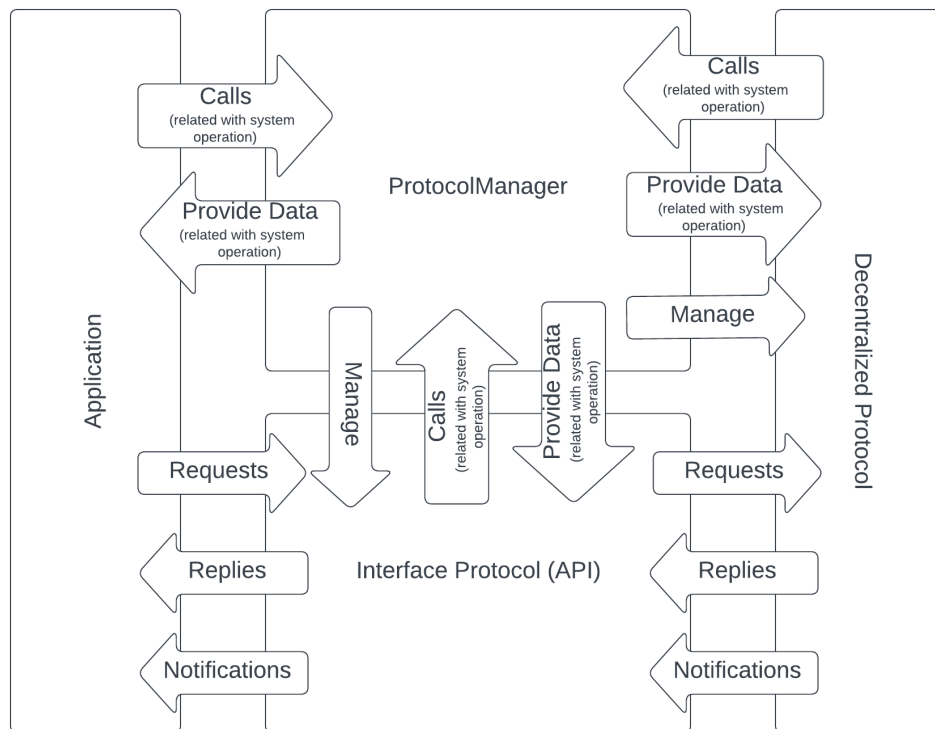 Calls
(related with system
operation)
Calls
(related with system
operation)
Provide Data
(related with system
operation)
ProtocolManager
Provide Data
(related with system
operation)
Manage
Application
Decentralized Protocol
Manage
Calls
(related with system
operation)
Provide Data
(related with system
operation)
Requests
Requests
Replies
Interface Protocol (API)
Replies
Notifications
Notifications